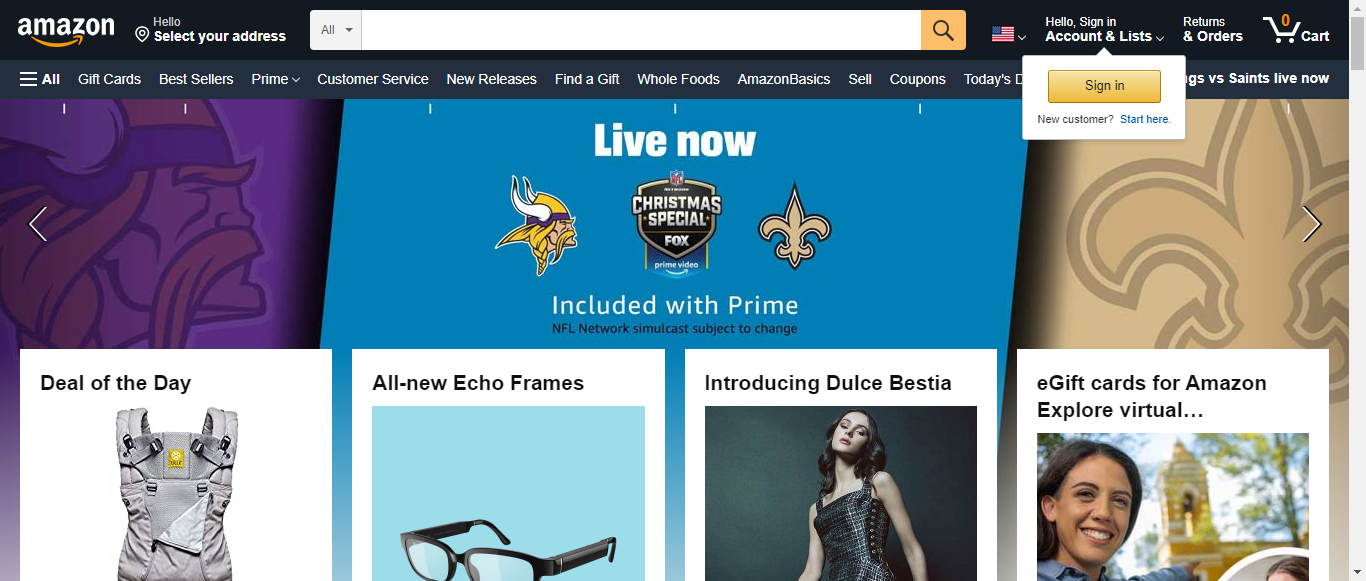 amazon
Hello
Select your address
All
Hello, Sign in
Account & Lists
Returns
& Orders
0
Cart
All
Gift Cards
Best Sellers
Prime
Customer Service
New Releases
Find a Gift
Whole Foods
AmazonBasics
Sell
Coupons
Today's D
ngs vs Saints live now
Sign in
New customer? Start here.
Live now
NFL
NETWORK
CHRISTMAS
SPECIAL
FOX
prime video
Included with Prime
NFL Network simulcast subject to change
Deal of the Day
All-new Echo Frames
Introducing Dulce Bestia
eGift cards for Amazon
Explore virtual…